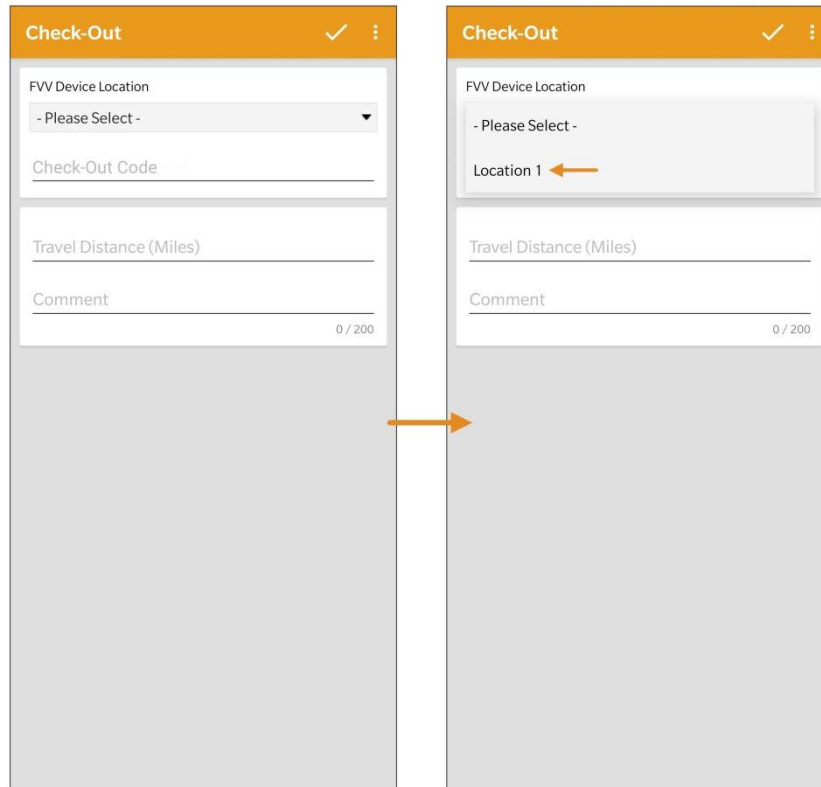 Check-Out
FVV Device Location
- Please Select -
Check-Out Code
Travel Distance (Miles)
Comment
0 / 200
Check-Out
FVV Device Location
- Please Select -
Location 1
Travel Distance (Miles)
Comment
0 / 200